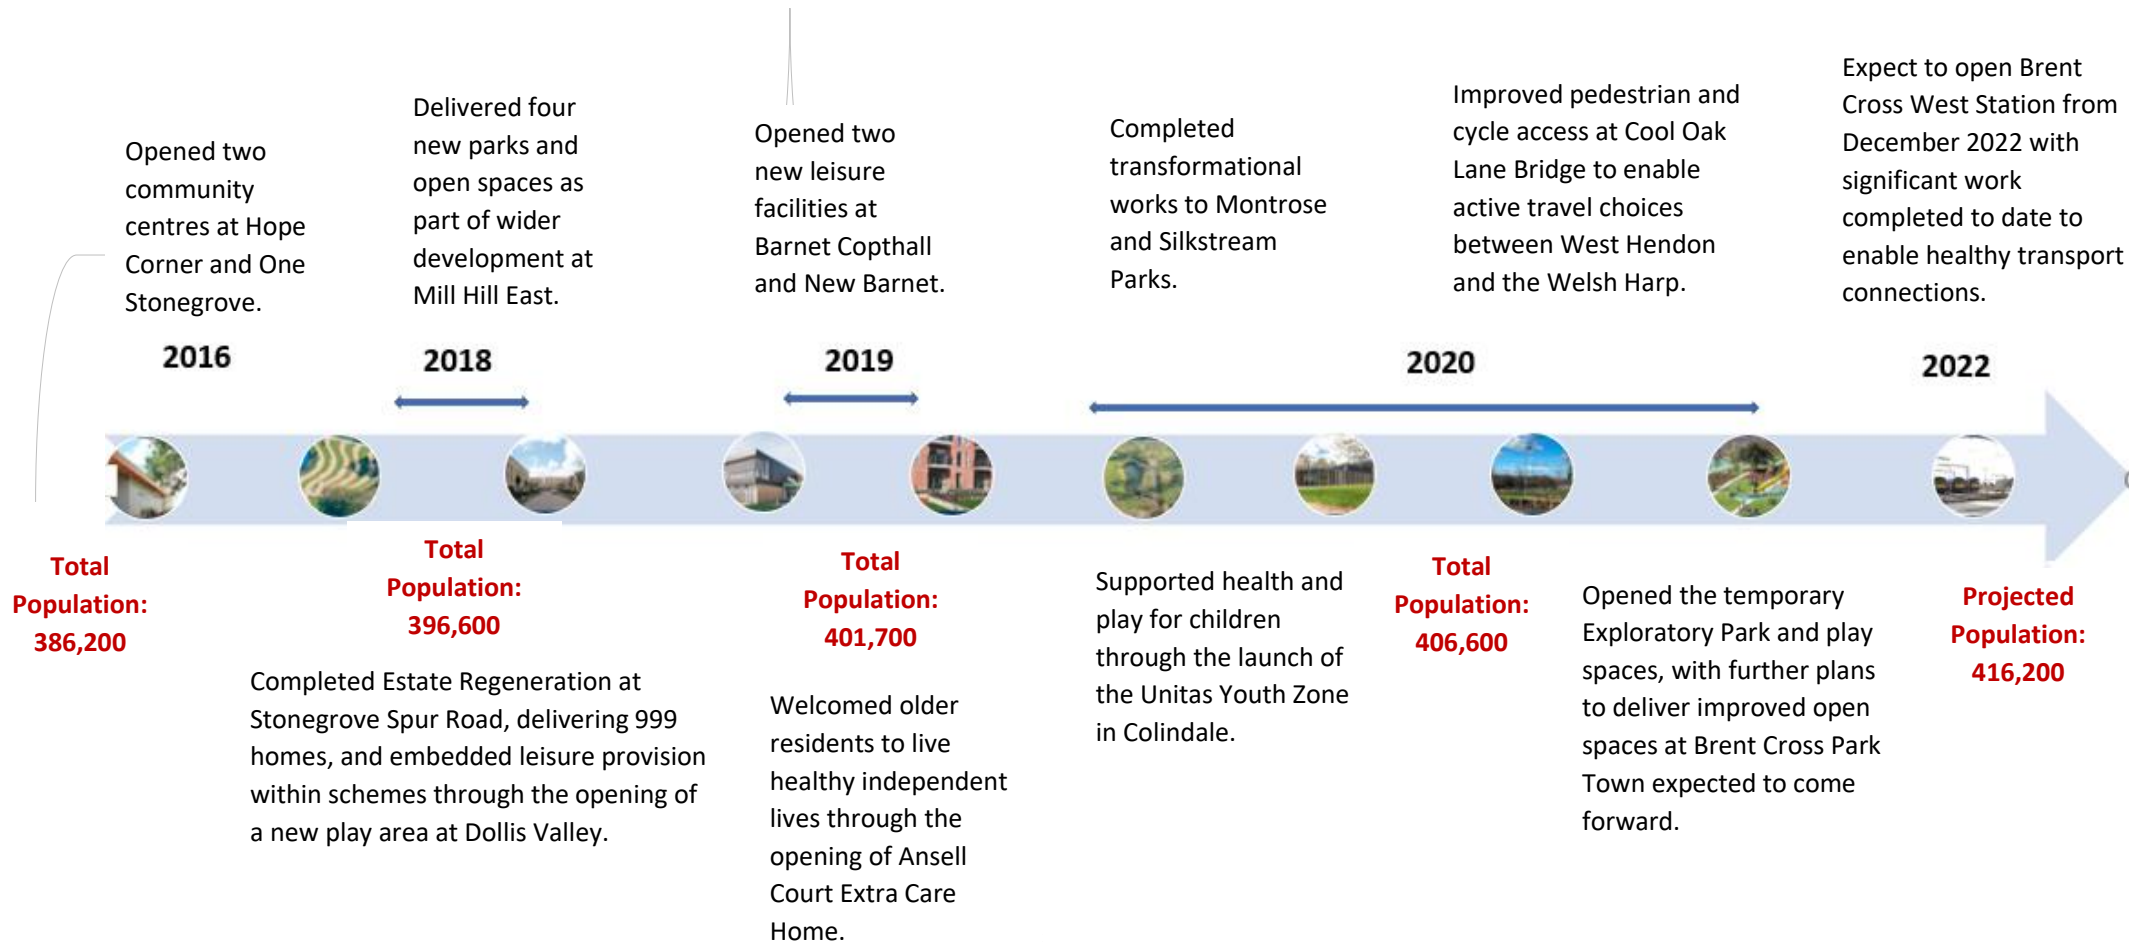 Opened two
community
centres at Hope
Corner and One
Stonegrove.
Delivered four
new parks and
open spaces as
part of wider
development at
Mill Hill East.
Opened two
new leisure
facilities at
Barnet Copthall
and New Barnet.
Completed
transformational
works to Montrose
and Silkstream
Parks.
Improved pedestrian and
cycle access at Cool Oak
Lane Bridge to enable
active travel choices
between West Hendon
and the Welsh Harp.
Expect to open Brent
Cross West Station from
December 2022 with
significant work
completed to date to
enable healthy transport
connections.
2016
2018
2019
2020
2022
Total
Population:
386,200
Total
Population:
396,600
Total
Population:
401,700
Total
Population:
406,600
Projected
Population:
416,200
Completed Estate Regeneration at
Stonegrove Spur Road, delivering 999
homes, and embedded leisure provision
within schemes through the opening of
a new play area at Dollis Valley.
Welcomed older
residents to live
healthy independent
lives through the
opening of Ansell
Court Extra Care
Home.
Supported health and
play for children
through the launch of
the Unitas Youth Zone
in Colindale.
Opened the temporary
Exploratory Park and play
spaces, with further plans
to deliver improved open
spaces at Brent Cross Park
Town expected to come
forward.